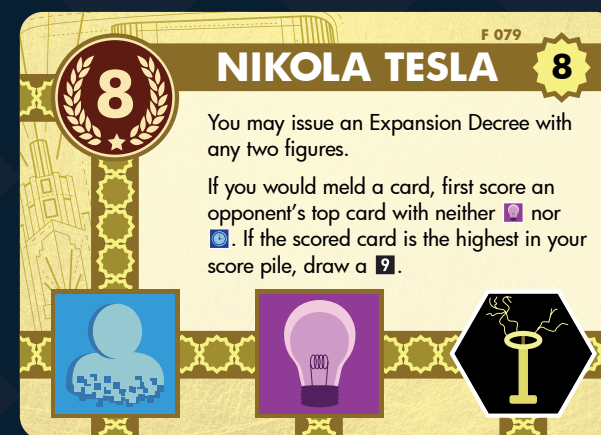 F 079
8 NIKOLA TESLA 8
You may issue an Expansion Decree with
any two figures.
If you would meld a card, first score an
opponent's top card with neither nor
. If the scored card is the highest in your
score pile, draw a 9.